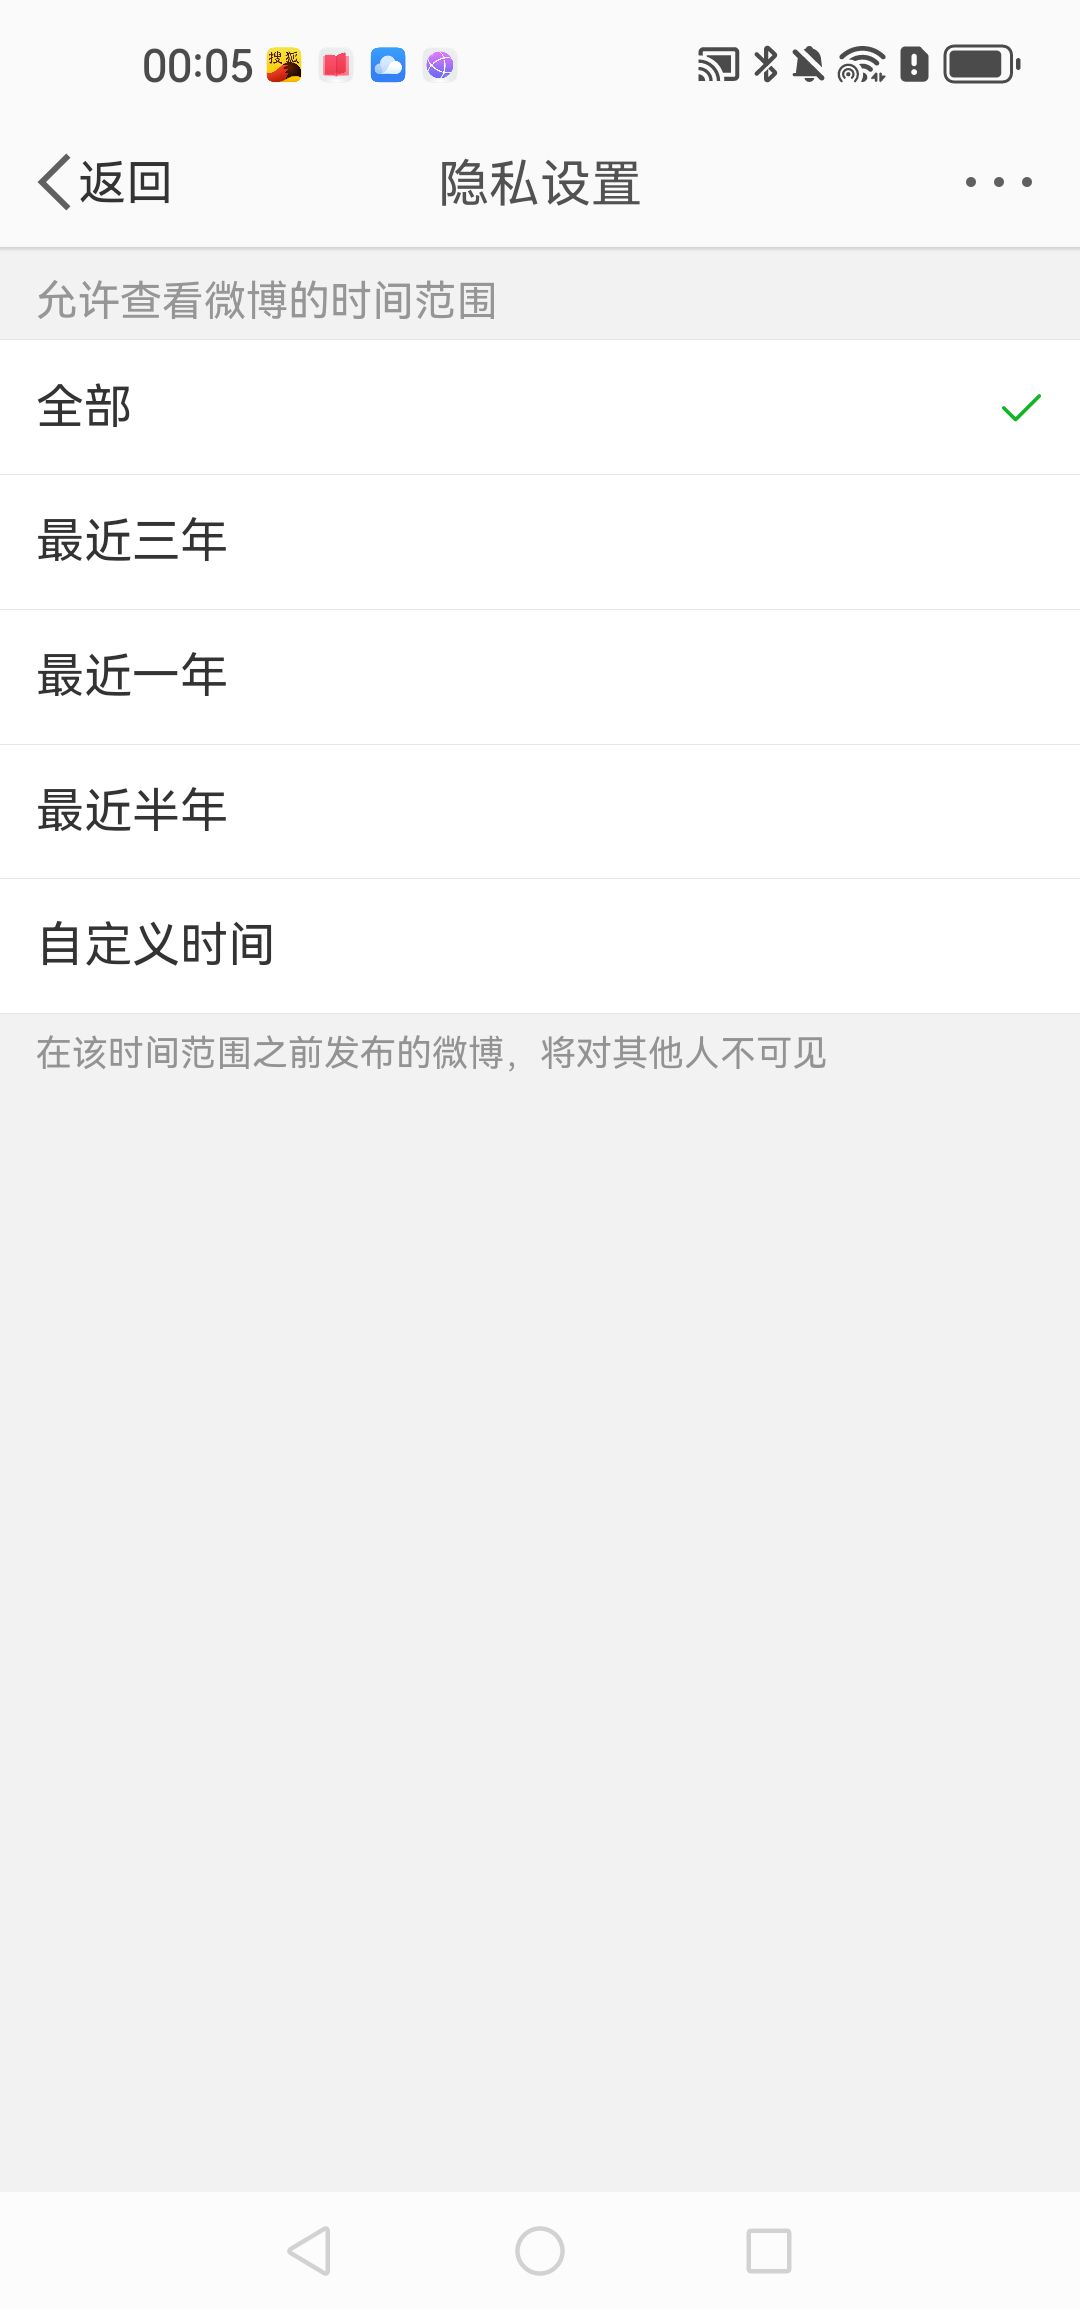 00:05 搜狐
返回 隐私设置
允许查看微博的时间范围
全部
最近三年
最近一年
最近半年
自定义时间
在该时间范围之前发布的微博，将对其他人不可见